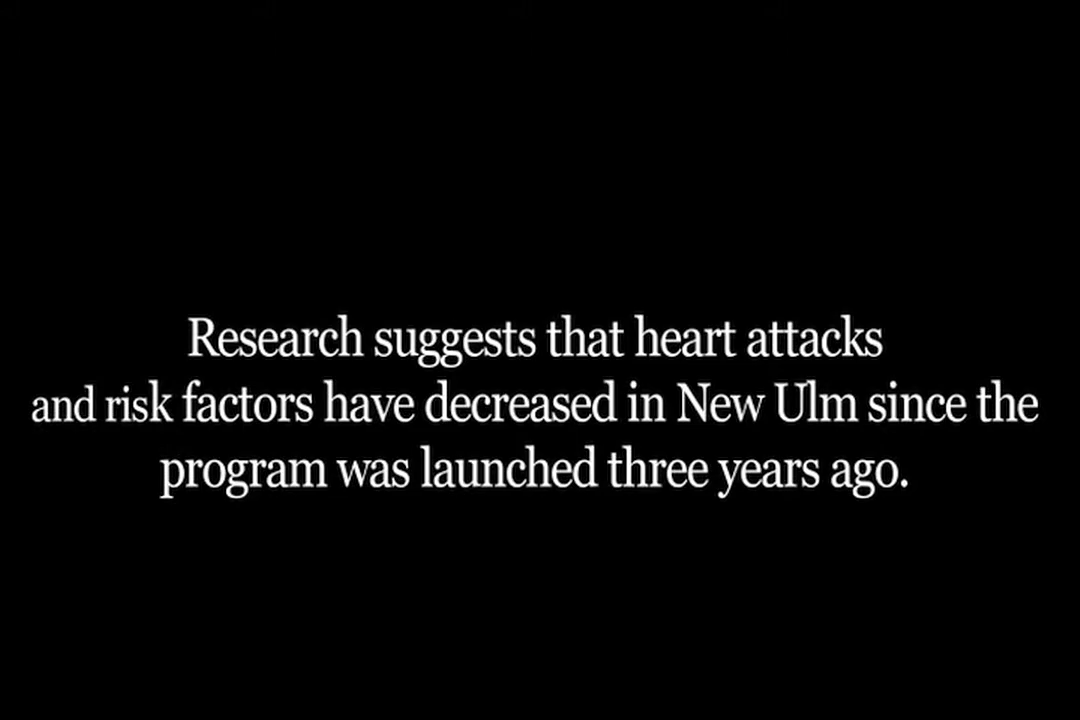 Research suggests that heart attacks
and risk factors have decreased in New Ulm since the
program was launched three years ago.